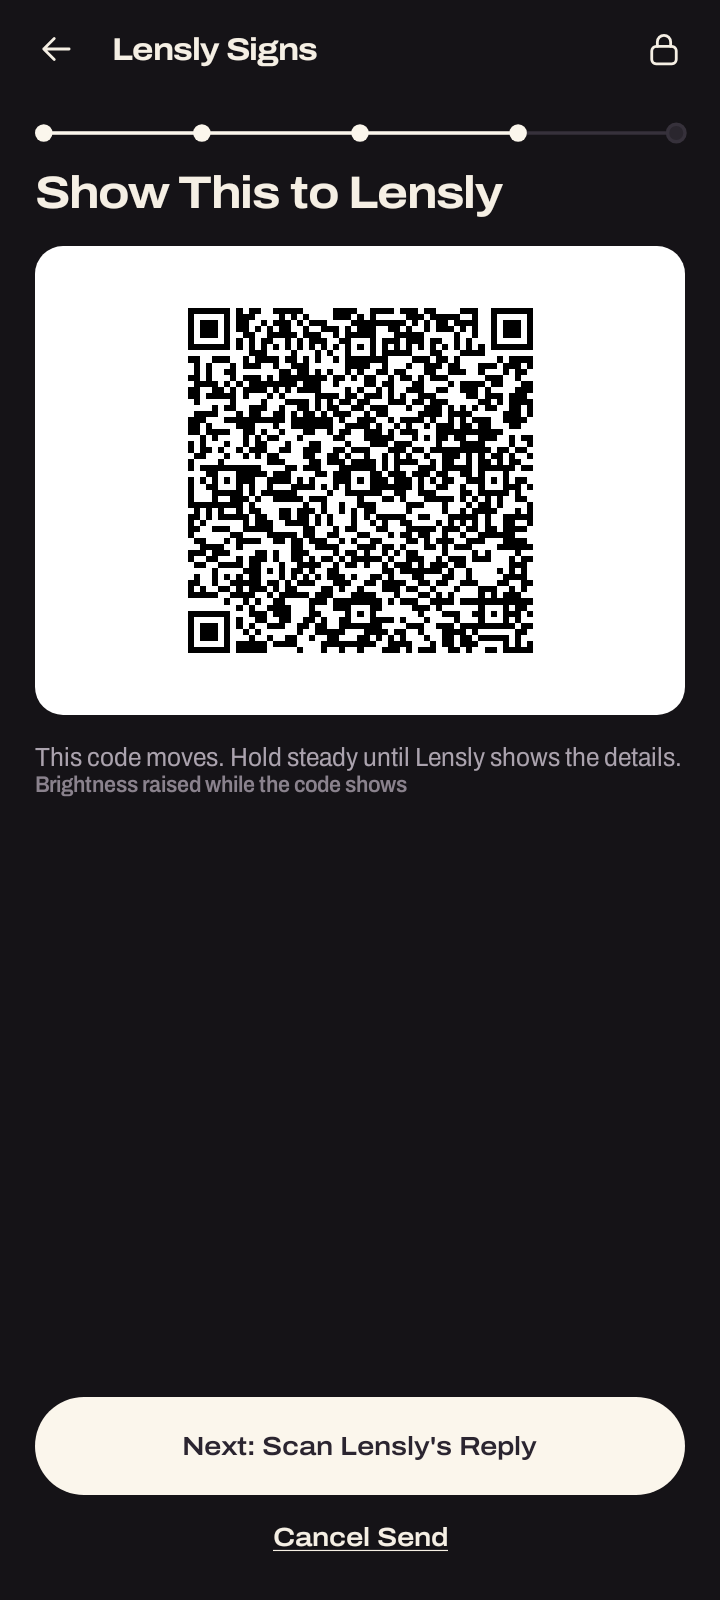 Lensly Signs
Show This to Lensly
This code moves. Hold steady until Lensly shows the details.
Brightness raised while the code shows
Next: Scan Lensly's Reply
Cancel Send